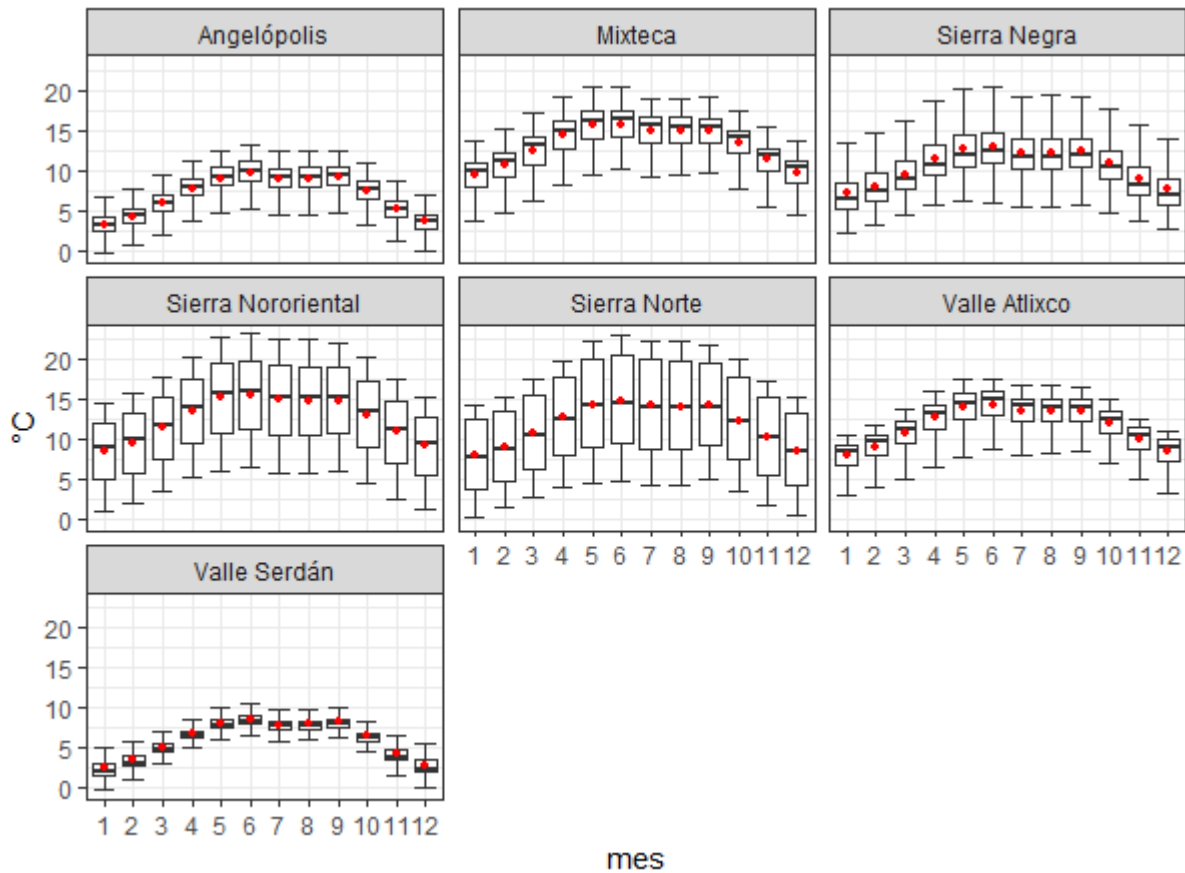 Angelópolis Mixteca Sierra Negra
20
15
10
5
0
Sierra Nororiental Sierra Norte Valle Atlixco
20
15
10
5
0
°C
1 2 3 4 5 6 7 8 9 10 11 12 1 2 3 4 5 6 7 8 9 10 11 12
Valle Serdán
20
15
10
5
0
1 2 3 4 5 6 7 8 9 10 11 12
mes